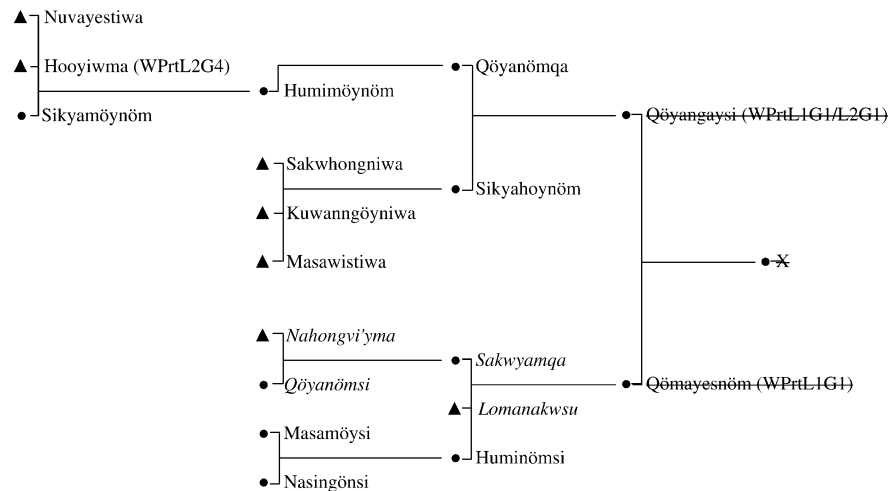 Nuvayestiwa
Hooyiwma (WPrtL2G4)
Qöyanömqa
Humimöynöm
Sikyamöynöm
Qöyangaysi (WPrtL1G1/L2G1)
Sakwhongniwa
Sikyahoynöm
Kuwanngöyniwa
Masawistiwa
X
Nahongvi'yma
Sakwyamqa
Qöyanömsi
Qömayesnöm (WPrtL1G1)
Lomanakwsu
Masamöysi
Huminömsi
Nasingönsi